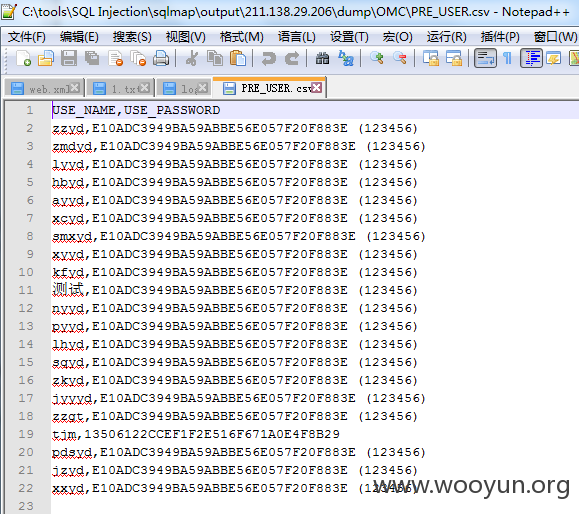 C:\tools\SQL Injection\sqlmap\output\211.138.29.206\dump\OMC\PRE_USER.csv - Notepad++
文件(F) 编辑(E) 搜索(S) 视图(V) 格式(M) 语言(L) 设置(T) 宏(O) 运行(R) 插件(P) 窗口(W)
web.xml 1.txt log PRE_USER.csv
1 USE_NAME,USE_PASSWORD
2 zzyd,E10ADC3949BA59ABBE56E057F20F883E (123456)
3 zmdyd,E10ADC3949BA59ABBE56E057F20F883E (123456)
4 lyyd,E10ADC3949BA59ABBE56E057F20F883E (123456)
5 hbyd,E10ADC3949BA59ABBE56E057F20F883E (123456)
6 ayyd,E10ADC3949BA59ABBE56E057F20F883E (123456)
7 xcyd,E10ADC3949BA59ABBE56E057F20F883E (123456)
8 smxyd,E10ADC3949BA59ABBE56E057F20F883E (123456)
9 xyyd,E10ADC3949BA59ABBE56E057F20F883E (123456)
10 kfyd,E10ADC3949BA59ABBE56E057F20F883E (123456)
11 测试,E10ADC3949BA59ABBE56E057F20F883E (123456)
12 nyyd,E10ADC3949BA59ABBE56E057F20F883E (123456)
13 pyyd,E10ADC3949BA59ABBE56E057F20F883E (123456)
14 lhyd,E10ADC3949BA59ABBE56E057F20F883E (123456)
15 sqyd,E10ADC3949BA59ABBE56E057F20F883E (123456)
16 zkyd,E10ADC3949BA59ABBE56E057F20F883E (123456)
17 jyyyd,E10ADC3949BA59ABBE56E057F20F883E (123456)
18 zzgt,E10ADC3949BA59ABBE56E057F20F883E (123456)
19 tjm,13506122CCEF1F2E516F671A0E4F8B29
20 pdsyd,E10ADC3949BA59ABBE56E057F20F883E (123456)
21 jzyd,E10ADC3949BA59ABBE56E057F20F883E (123456)
22 xxyd,E10ADC3949BA59ABBE56E057F20F883E (123456)
23
www.wooyun.org